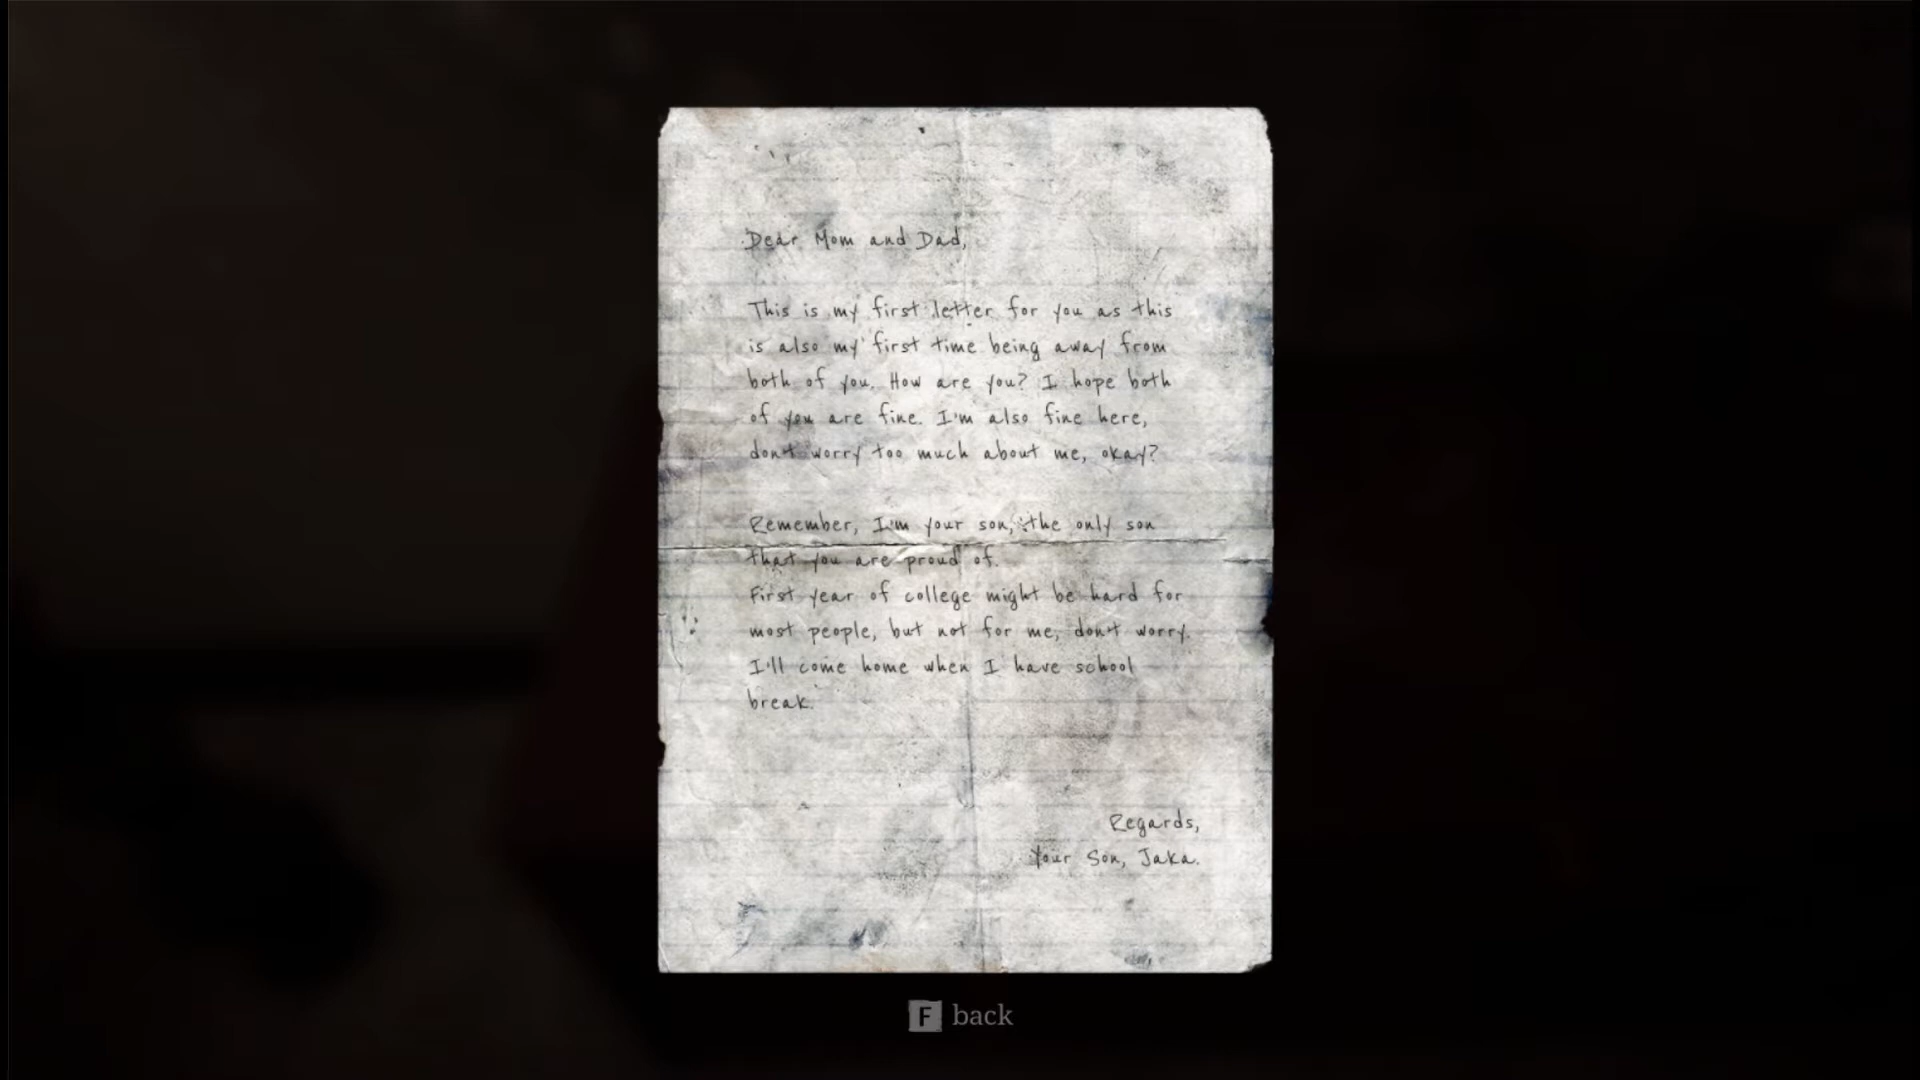 Dear Mom and Dad,
This is my first letter for you as this
is also my first time being away from
both of you. How are you? I hope both
of you are fine. I'm also fine here,
don't worry too much about me, okay?
Remember, I'm your son, the only son
that you are proud of.
First year of college might be hard for
most people, but not for me, don't worry.
I'll come home when I have school
break.
Regards,
Your Son, Jaka.
F back